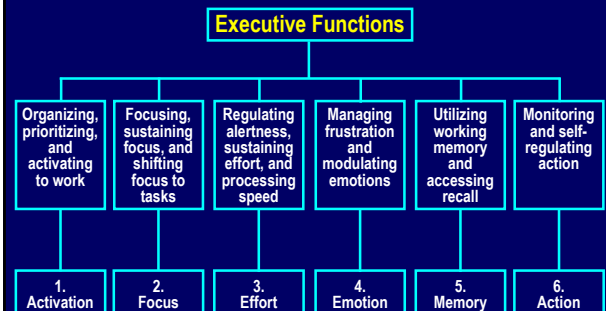 Executive Functions
Organizing,
prioritizing,
and
activating
to work
Focusing,
sustaining
focus, and
shifting
focus to
tasks
Regulating
alertness,
sustaining
effort, and
processing
speed
Managing
frustration
and
modulating
emotions
Utilizing
working
memory
and
accessing
recall
Monitoring
and self-
regulating
action
1.
Activation
2.
Focus
3.
Effort
4.
Emotion
5.
Memory
6.
Action